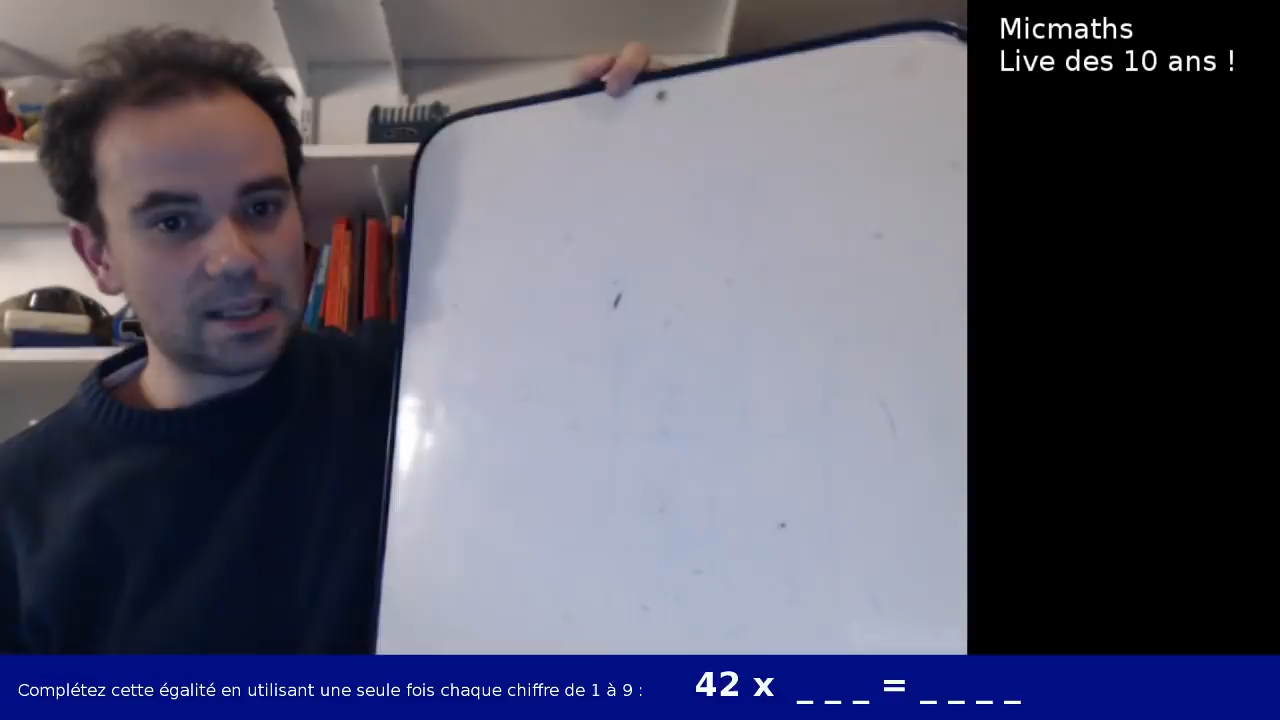 Micmaths
Live des 10 ans !
Complétez cette égalité en utilisant une seule fois chaque chiffre de 1 à 9 : 42 x _ _ _ = _ _ _ _